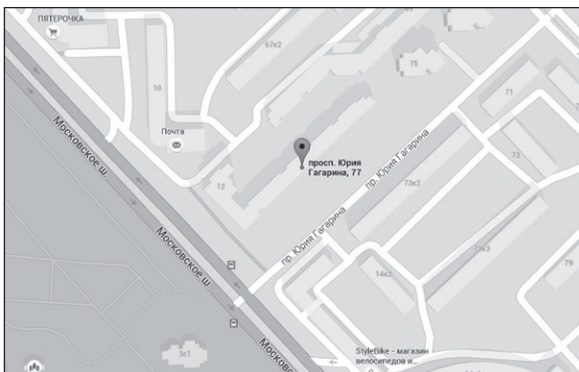 ПЯТЕРОЧКА
67к2
75
10
71
Почта
просп. Юрия
Гагарина, 77
пр. Юрия Гагарина
73
Московское ш.
12
73к2
пр. Юрия Гагарина
Московское ш.
14к2
79
3с1
StyleBike - магазин
велосипедов и...
Московское